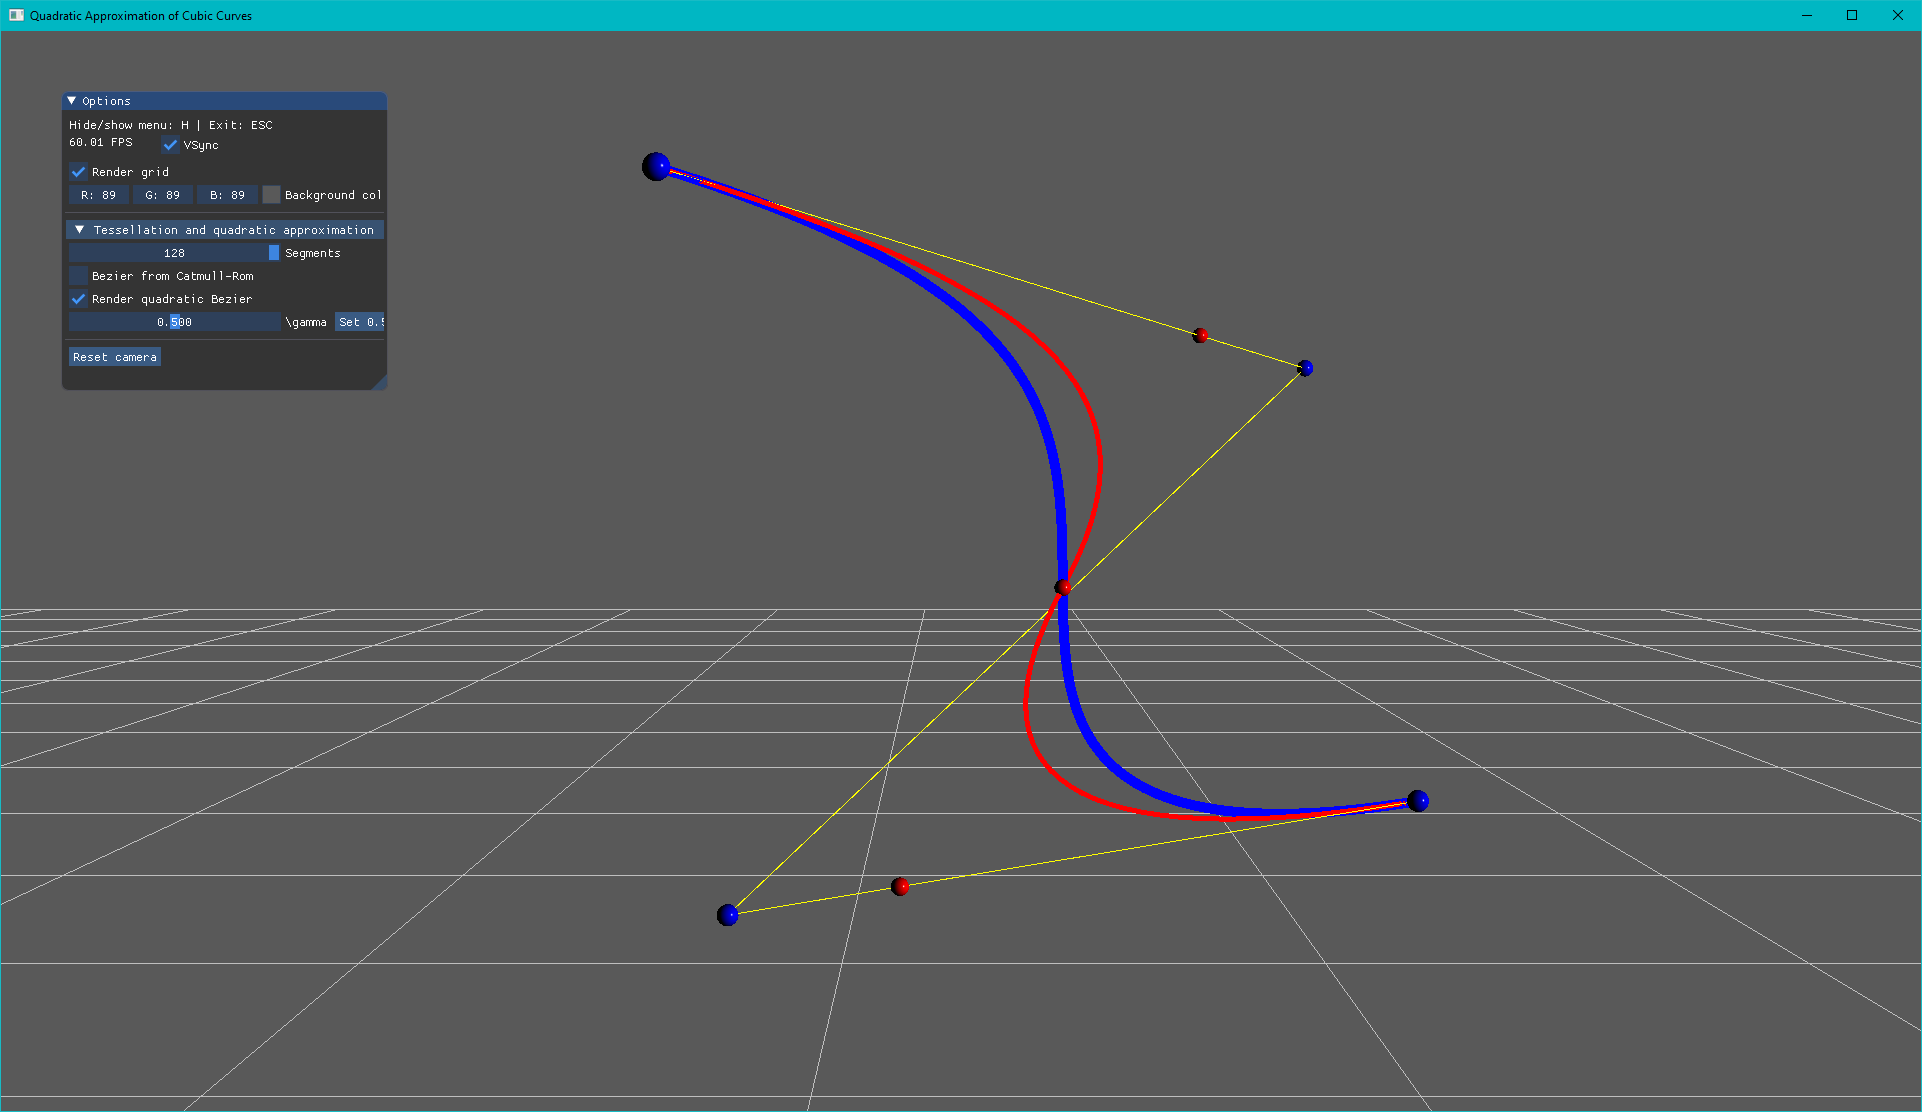 Quadratic Approximation of Cubic Curves
Options
Hide/show menu: H | Exit: ESC
60.01 FPS VSync
Render grid
R: 89 G: 89 B: 89 Background col
Tessellation and quadratic approximation
128 Segments
Bezier from Catmull-Rom
Render quadratic Bezier
0.500 \gamma Set 0.5
Reset camera